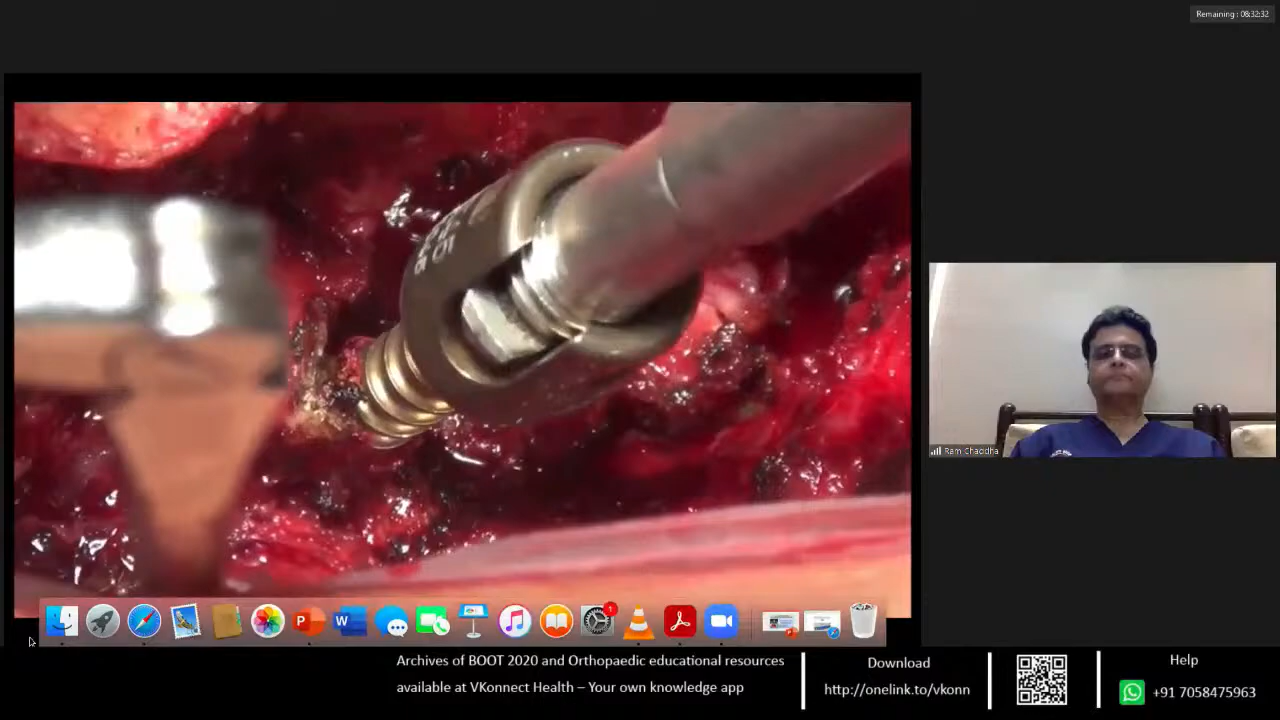 Remaining : 08:32:32
Ram Chaddha
Archives of BOOT 2020 and Orthopaedic educational resources
available at VKonnect Health – Your own knowledge app
Download
http://onelink.to/vkonn
Help
+91 7058475963